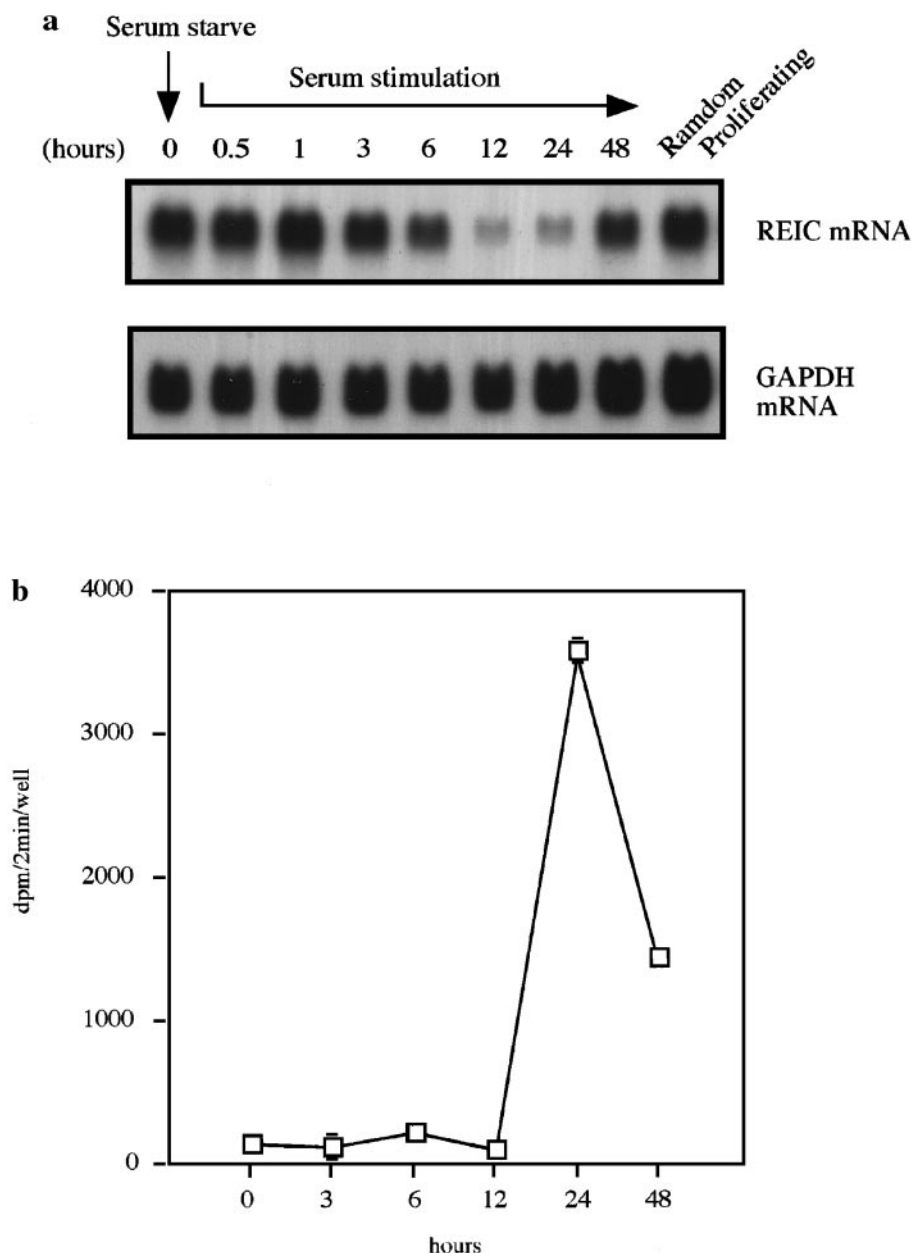 a
Serum starve
Serum stimulation
(hours) 0 0.5 1 3 6 12 24 48 Ramdom Proliferating
REIC mRNA
GAPDH
mRNA
b
4000
3000
2000
1000
0
dpm/2min/well
0 3 6 12 24 48
hours